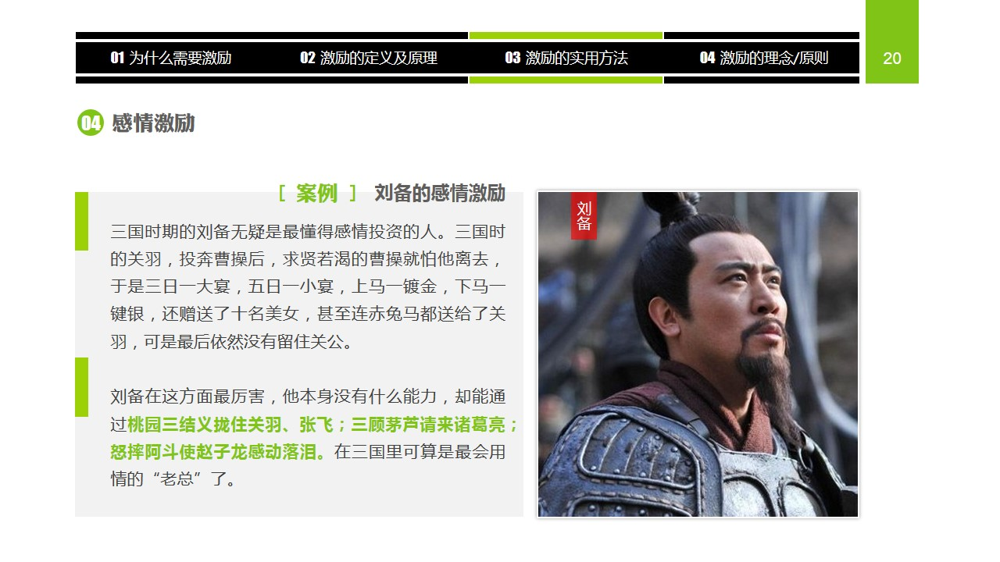 01 为什么需要激励
02 激励的定义及原理
03 激励的实用方法
04 激励的理念/原则
20
04 感情激励
[ 案例 ] 刘备的感情激励
三国时期的刘备无疑是最懂得感情投资的人。三国时
的关羽，投奔曹操后，求贤若渴的曹操就怕他离去，
于是三日一大宴，五日一小宴，上马一镀金，下马一
键银，还赠送了十名美女，甚至连赤兔马都送给了关
羽，可是最后依然没有留住关公。
刘备在这方面最厉害，他本身没有什么能力，却能通
过桃园三结义拢住关羽、张飞；三顾茅芦请来诸葛亮；
怒摔阿斗使赵子龙感动落泪。在三国里可算是最会用
情的“老总”了。
刘备